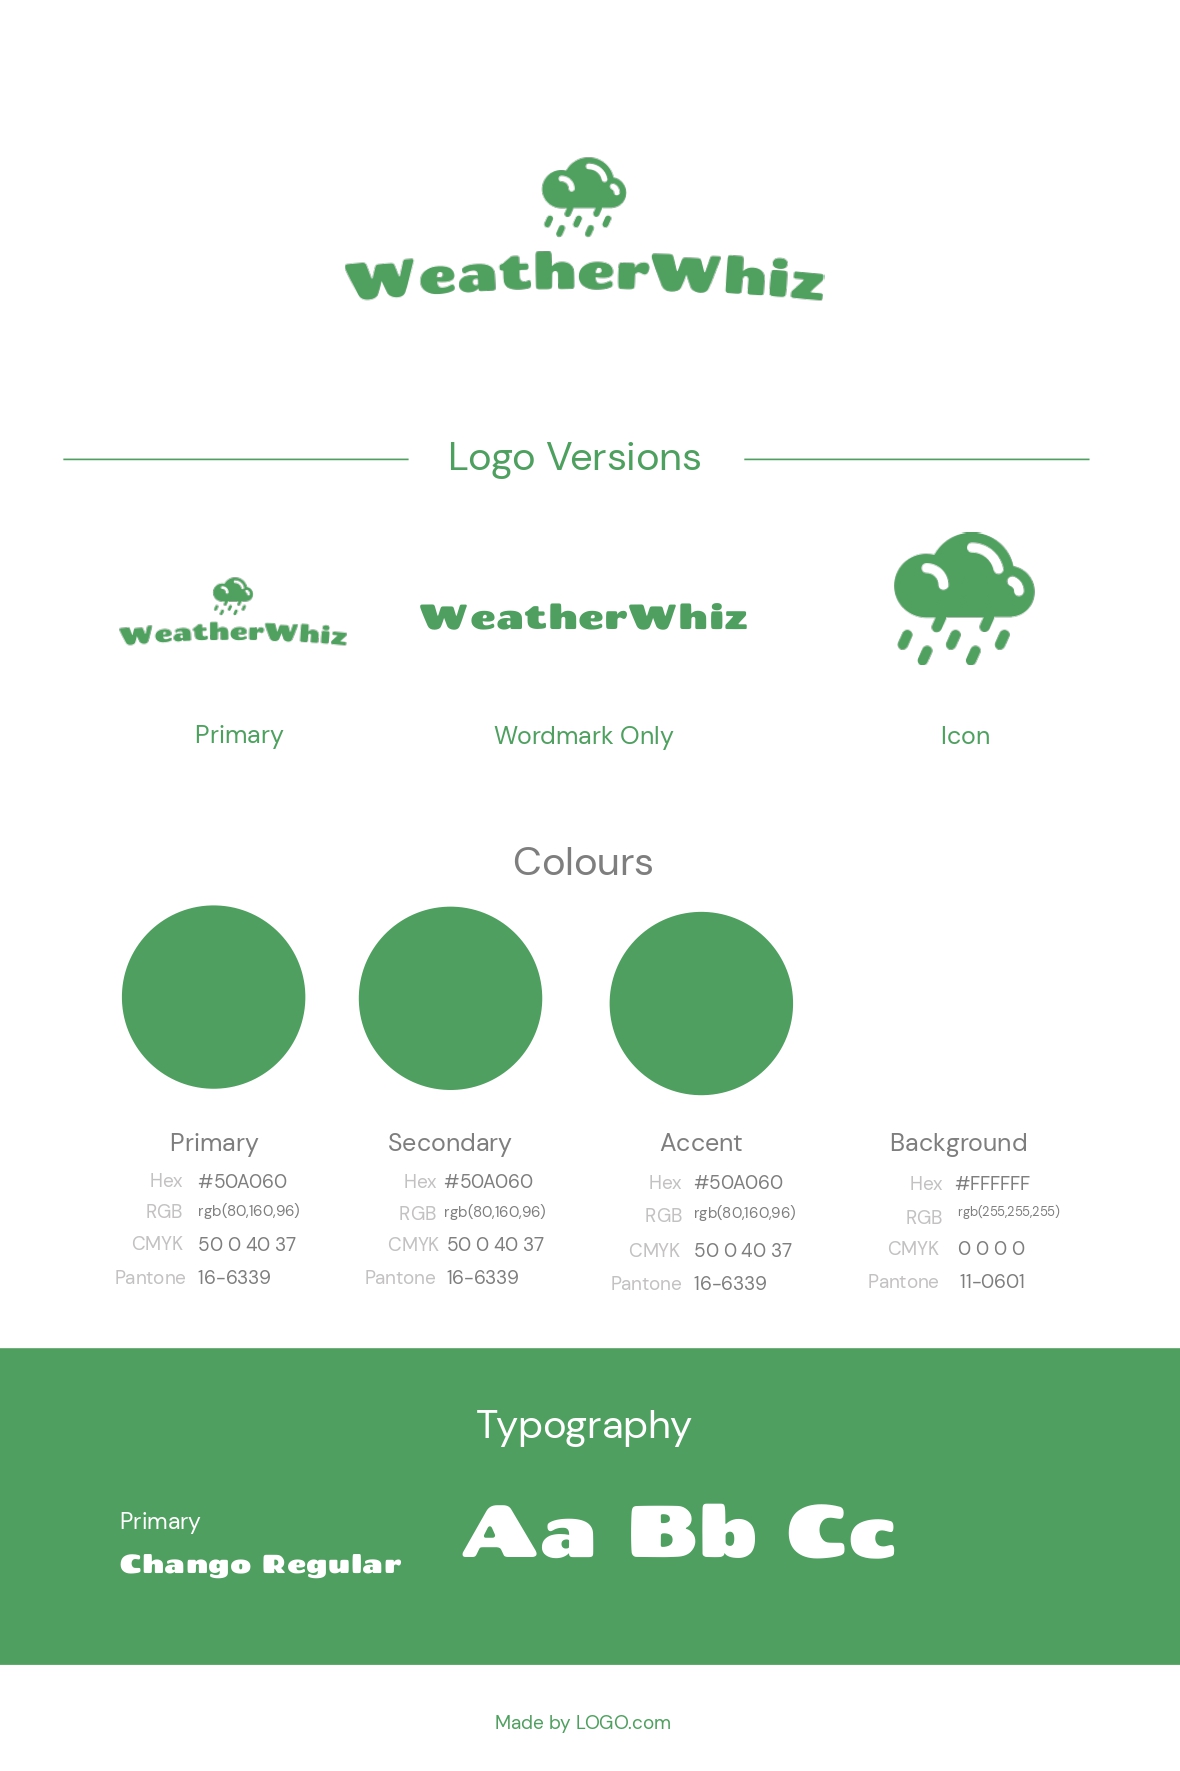 WeatherWhiz
Logo Versions
WeatherWhiz
WeatherWhiz
Primary
Wordmark Only
Icon
Colours
Primary
Hex #50A060
RGB rgb(80,160,96)
CMYK 50 0 40 37
Pantone 16-6339
Secondary
Hex #50A060
RGB rgb(80,160,96)
CMYK 50 0 40 37
Pantone 16-6339
Accent
Hex #50A060
RGB rgb(80,160,96)
CMYK 50 0 40 37
Pantone 16-6339
Background
Hex #FFFFFF
RGB rgb(255,255,255)
CMYK 0 0 0 0
Pantone 11-0601
Typography
Primary
Chango Regular
Aa Bb Cc
Made by LOGO.com